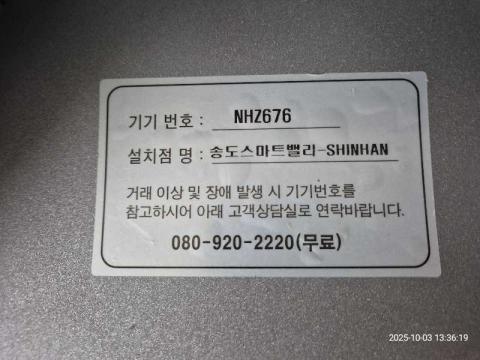 기기 번호 : NHZ676
설치점 명 : 송도스마트밸리-SHINHAN
거래 이상 및 장애 발생 시 기기번호를
참고하시어 아래 고객상담실로 연락바랍니다.
080-920-2220(무료)
2025-10-03 13:36:19